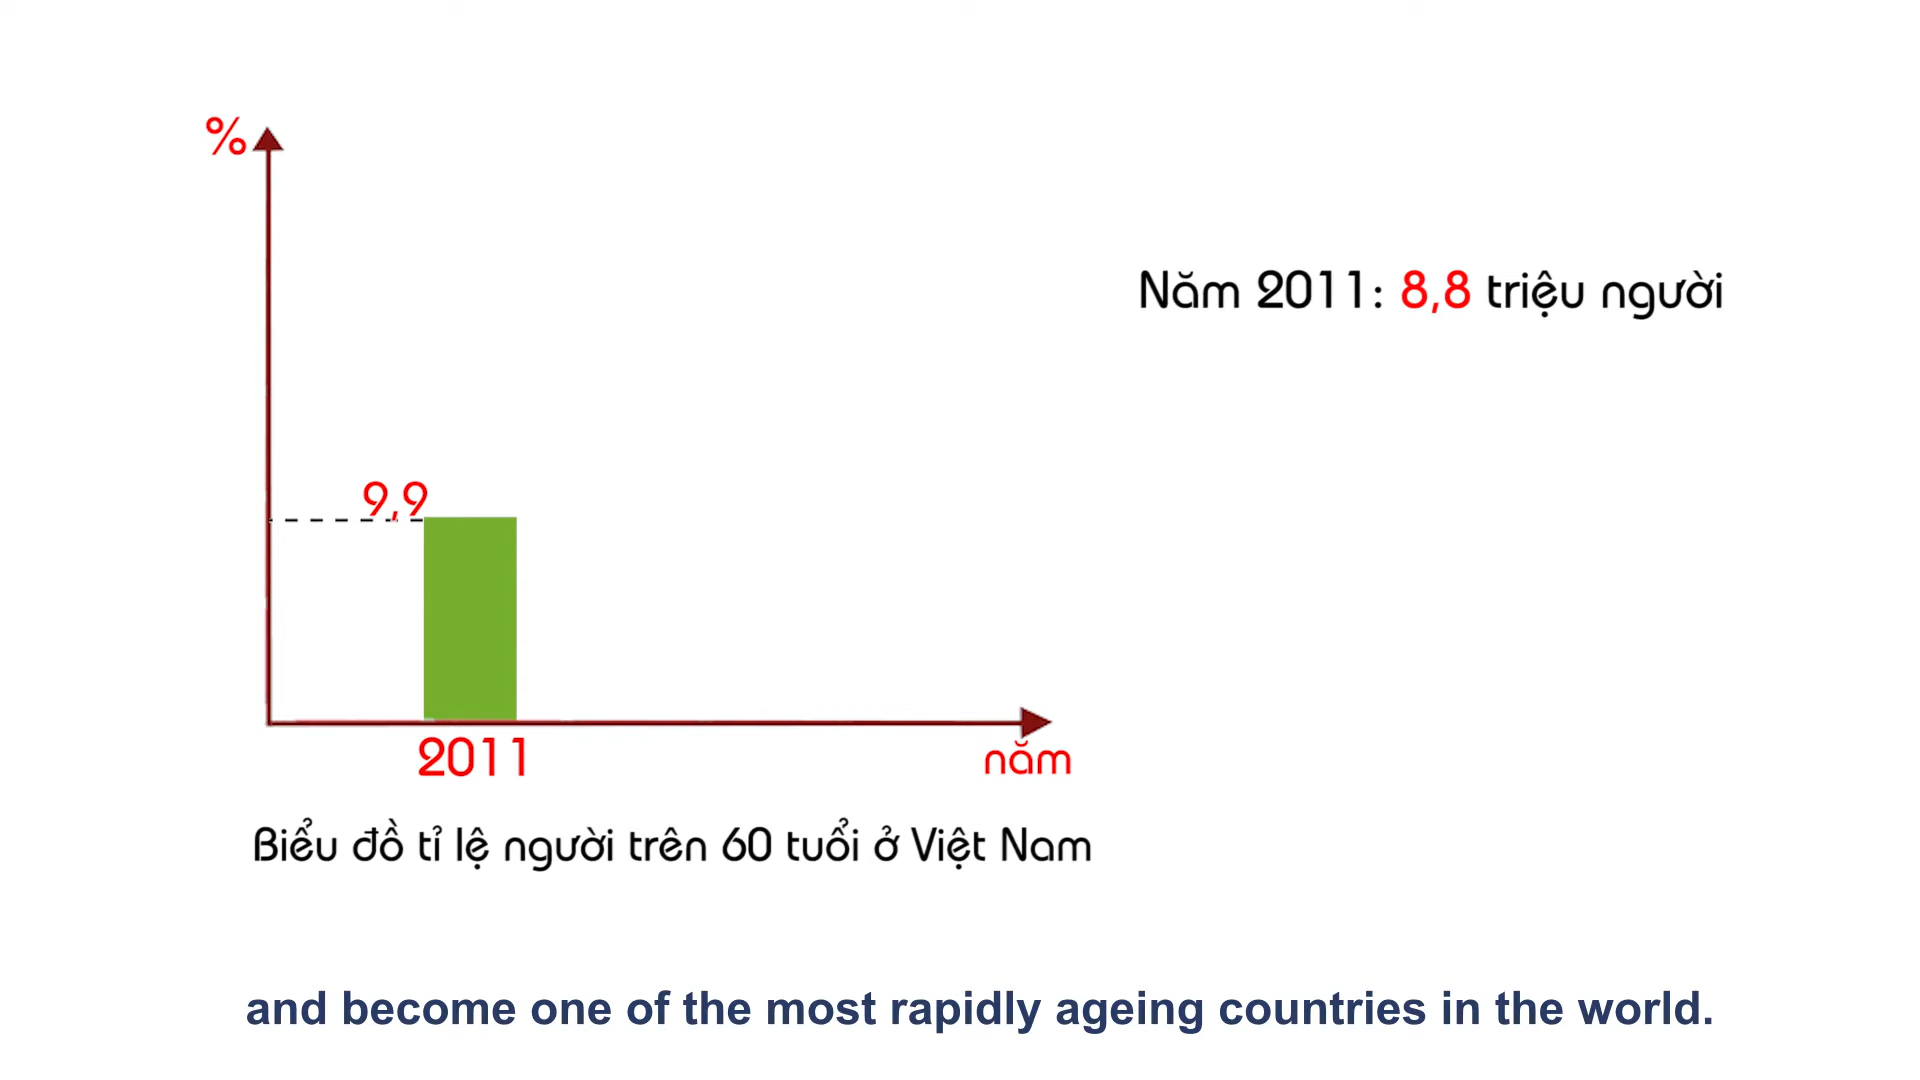 %
Năm 2011: 8,8 triệu người
9,9
2011
năm
Biểu đồ tỉ lệ người trên 60 tuổi ở Việt Nam
and become one of the most rapidly ageing countries in the world.